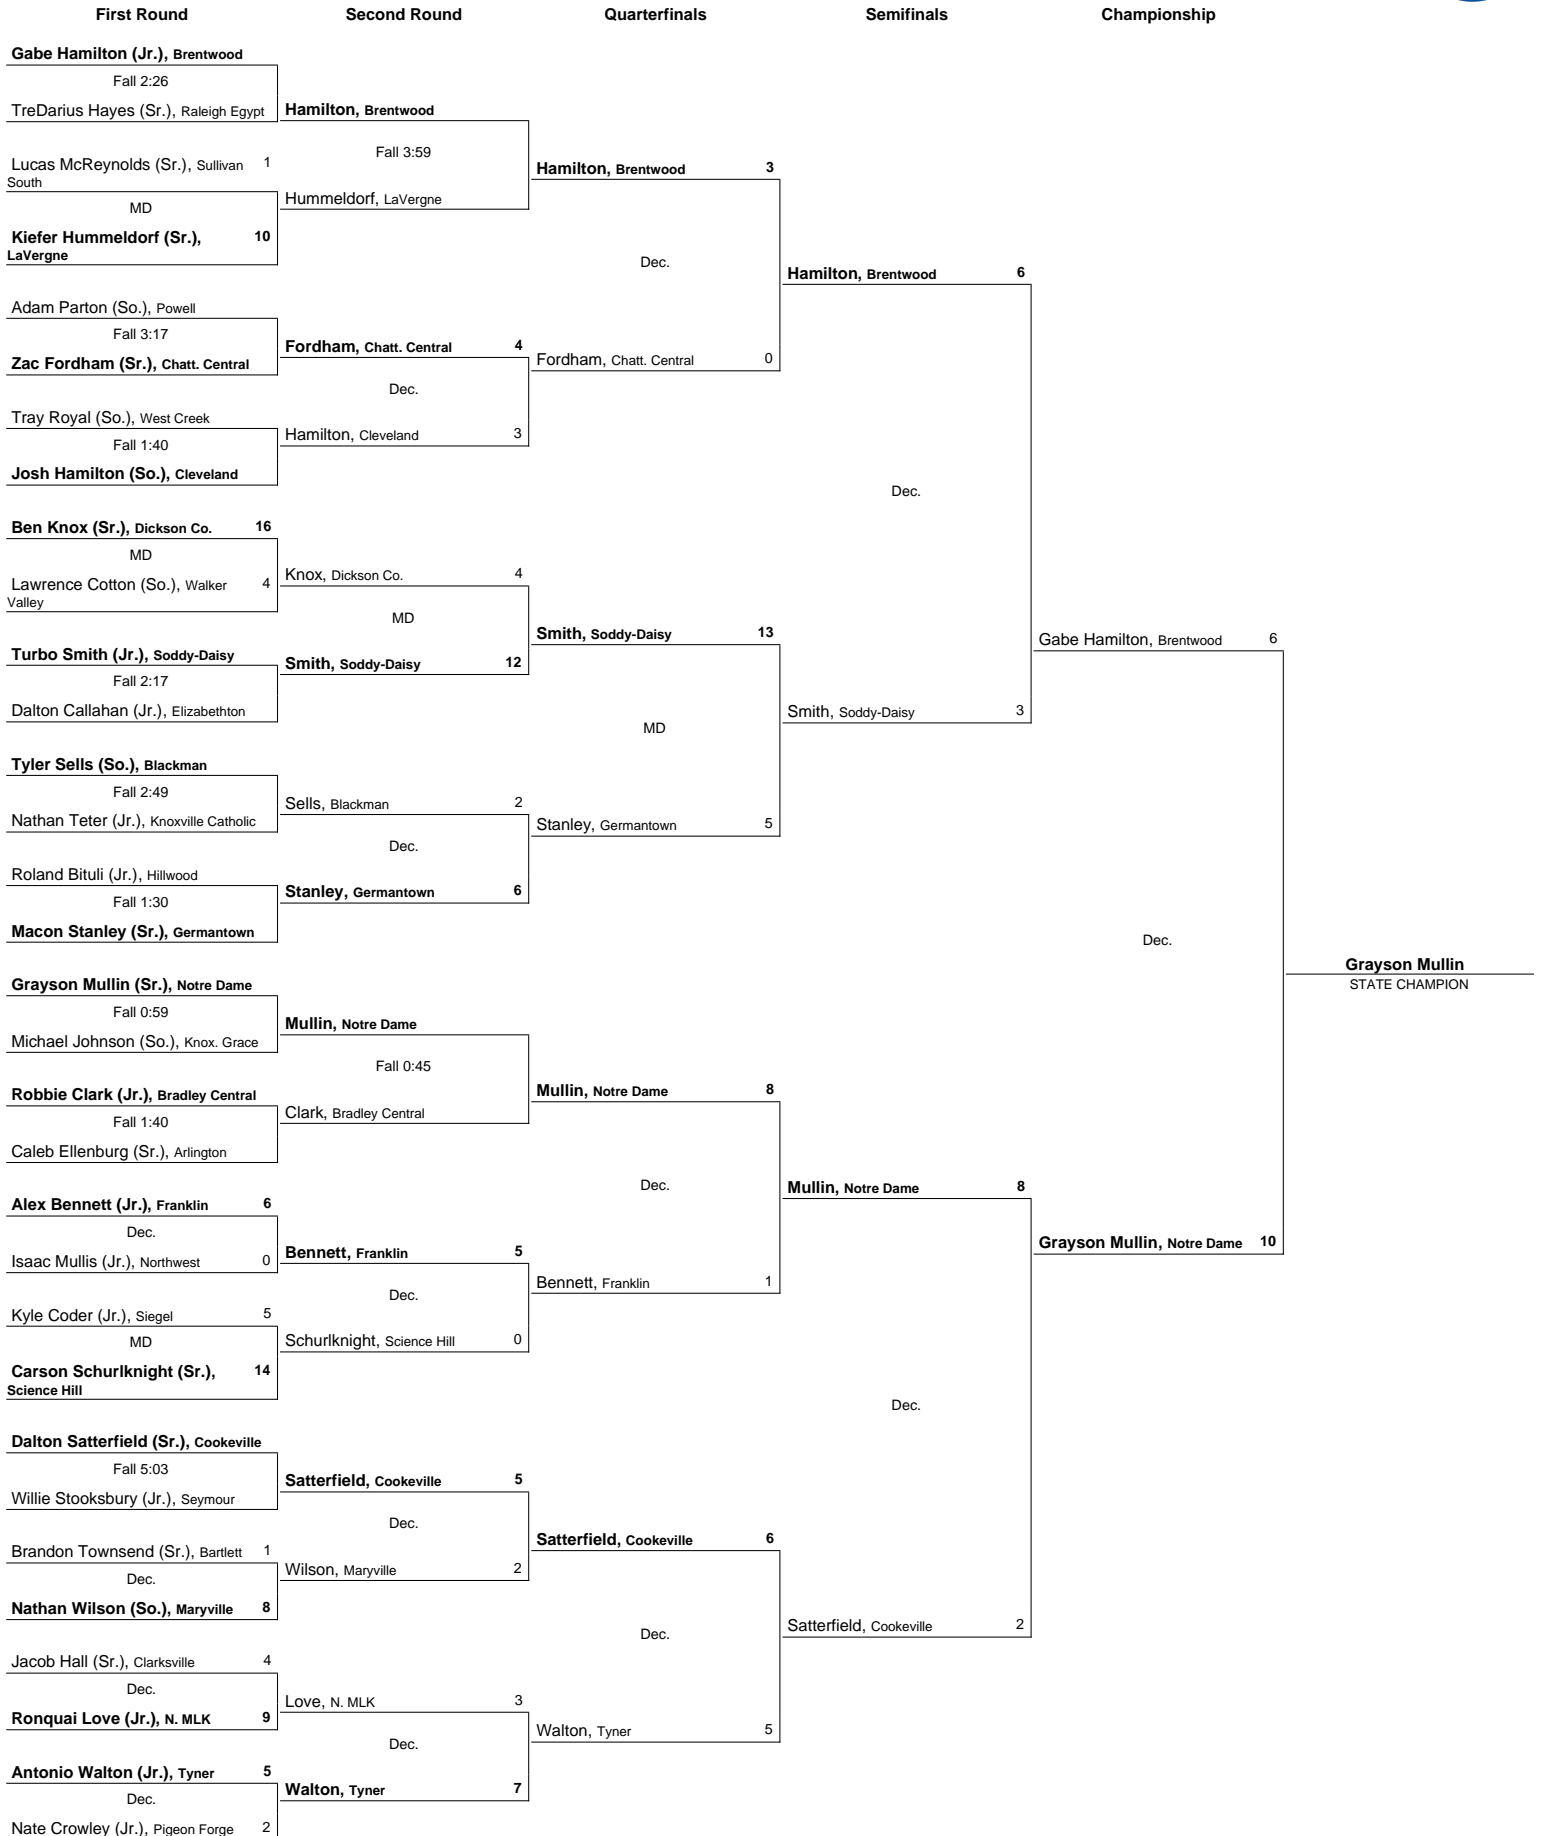 First Round Second Round Quarterfinals Semifinals Championship
Gabe Hamilton (Jr.), Brentwood
Fall 2:26
TreDarius Hayes (Sr.), Raleigh Egypt
Hamilton, Brentwood
Fall 3:59
Hummeldorf, LaVergne
Lucas McReynolds (Sr.), Sullivan 1
South
MD
Kiefer Hummeldorf (Sr.), 10
LaVergne
Hamilton, Brentwood 3
Dec.
Fordham, Chatt. Central 0
Adam Parton (So.), Powell
Fall 3:17
Zac Fordham (Sr.), Chatt. Central
Fordham, Chatt. Central 4
Dec.
Hamilton, Cleveland 3
Tray Royal (So.), West Creek
Fall 1:40
Josh Hamilton (So.), Cleveland
Hamilton, Brentwood 6
Dec.
Smith, Soddy-Daisy 3
Ben Knox (Sr.), Dickson Co. 16
MD
Lawrence Cotton (So.), Walker 4
Valley
Knox, Dickson Co. 4
MD
Smith, Soddy-Daisy 12
Turbo Smith (Jr.), Soddy-Daisy
Fall 2:17
Dalton Callahan (Jr.), Elizabethton
Smith, Soddy-Daisy 13
MD
Stanley, Germantown 5
Tyler Sells (So.), Blackman
Fall 2:49
Nathan Teter (Jr.), Knoxville Catholic
Sells, Blackman 2
Dec.
Stanley, Germantown 6
Roland Bituli (Jr.), Hillwood
Fall 1:30
Macon Stanley (Sr.), Germantown
Gabe Hamilton, Brentwood 6
Dec.
Grayson Mullin, Notre Dame 10
Grayson Mullin
STATE CHAMPION
Grayson Mullin (Sr.), Notre Dame
Fall 0:59
Michael Johnson (So.), Knox. Grace
Mullin, Notre Dame
Fall 0:45
Clark, Bradley Central
Robbie Clark (Jr.), Bradley Central
Fall 1:40
Caleb Ellenburg (Sr.), Arlington
Mullin, Notre Dame 8
Dec.
Bennett, Franklin 1
Alex Bennett (Jr.), Franklin 6
Dec.
Isaac Mullis (Jr.), Northwest 0
Bennett, Franklin 5
Dec.
Schurlknight, Science Hill 0
Kyle Coder (Jr.), Siegel 5
MD
Carson Schurlknight (Sr.), 14
Science Hill
Mullin, Notre Dame 8
Dec.
Satterfield, Cookeville 2
Dalton Satterfield (Sr.), Cookeville
Fall 5:03
Willie Stooksbury (Jr.), Seymour
Satterfield, Cookeville 5
Dec.
Wilson, Maryville 2
Brandon Townsend (Sr.), Bartlett 1
Dec.
Nathan Wilson (So.), Maryville 8
Satterfield, Cookeville 6
Dec.
Walton, Tyner 5
Jacob Hall (Sr.), Clarksville 4
Dec.
Ronquai Love (Jr.), N. MLK 9
Love, N. MLK 3
Dec.
Walton, Tyner 7
Antonio Walton (Jr.), Tyner 5
Dec.
Nate Crowley (Jr.), Pigeon Forge 2